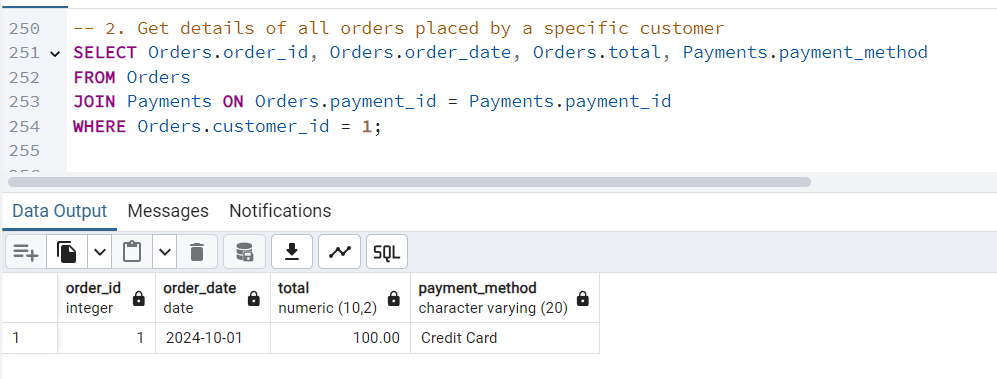 250 -- 2. Get details of all orders placed by a specific customer
251 SELECT Orders.order_id, Orders.order_date, Orders.total, Payments.payment_method
252 FROM Orders
253 JOIN Payments ON Orders.payment_id = Payments.payment_id
254 WHERE Orders.customer_id = 1;
255
Data Output Messages Notifications
SQL
order_id order_date total payment_method
integer date numeric (10,2) character varying (20)
1 1 2024-10-01 100.00 Credit Card